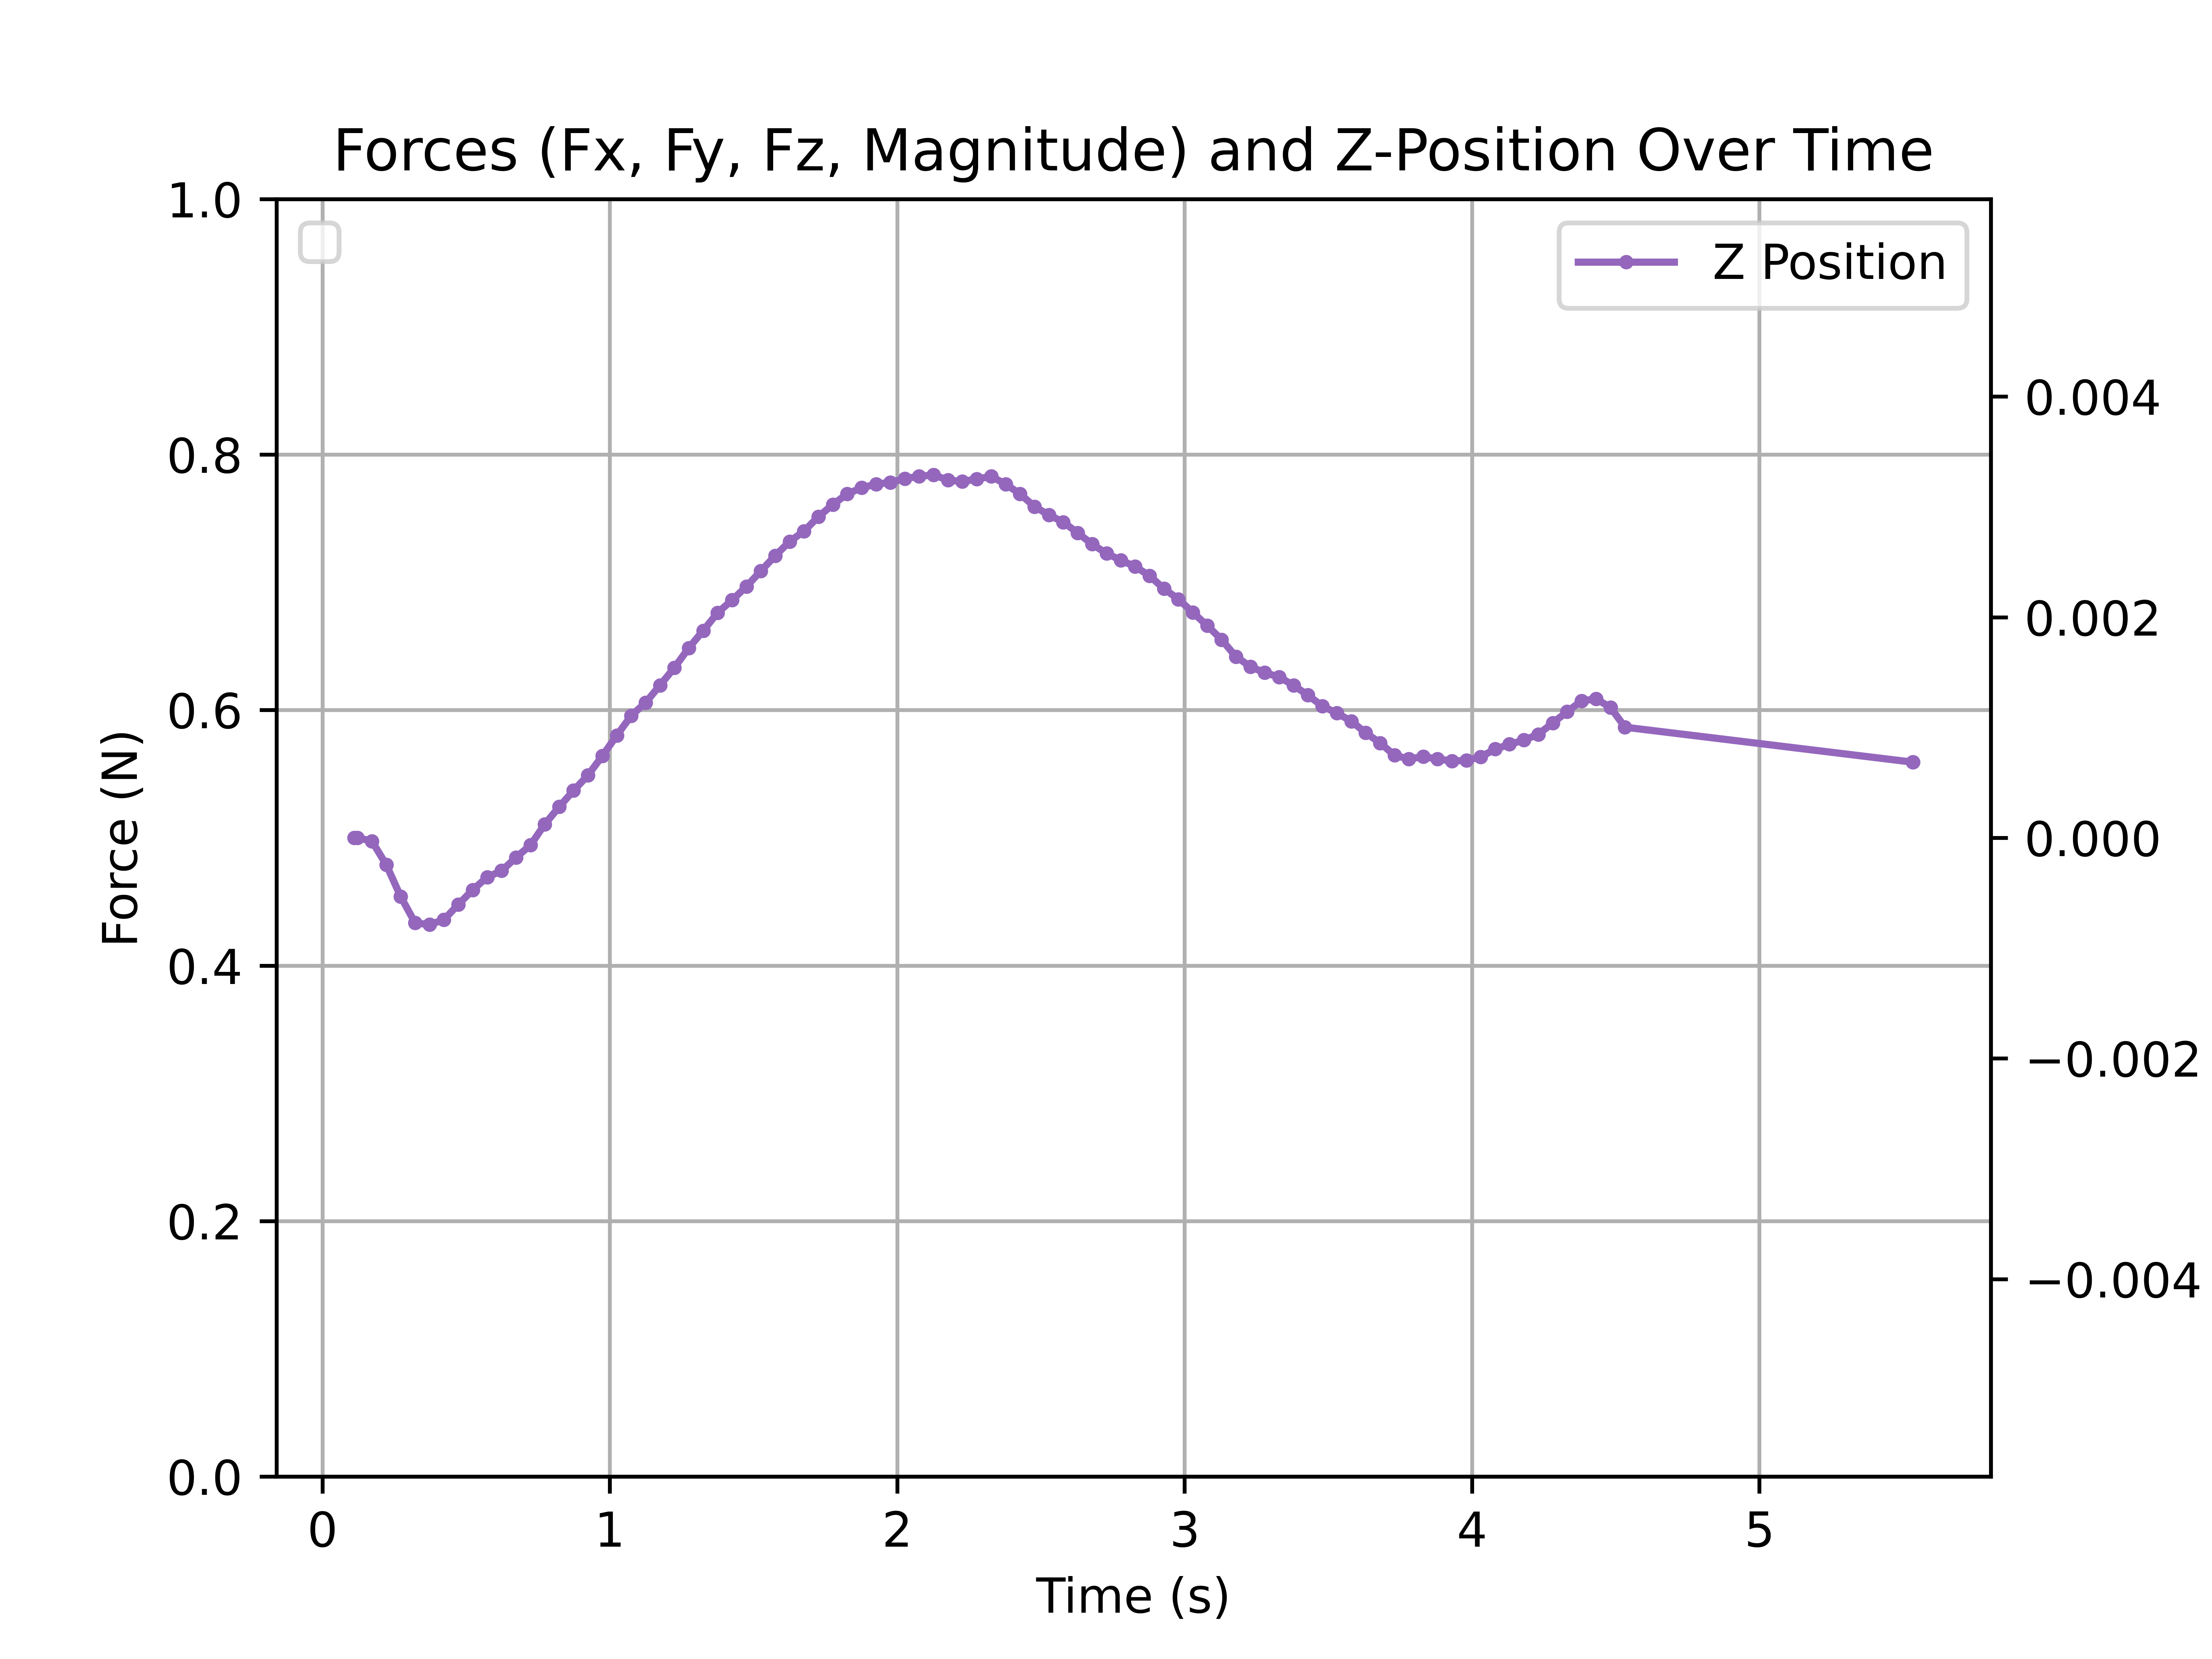 Forces (Fx, Fy, Fz, Magnitude) and Z-Position Over Time
Z Position
1.0
0.8
0.6
0.4
0.2
0.0
Force (N)
0.004
0.002
0.000
−0.002
−0.004
0 1 2 3 4 5
Time (s)